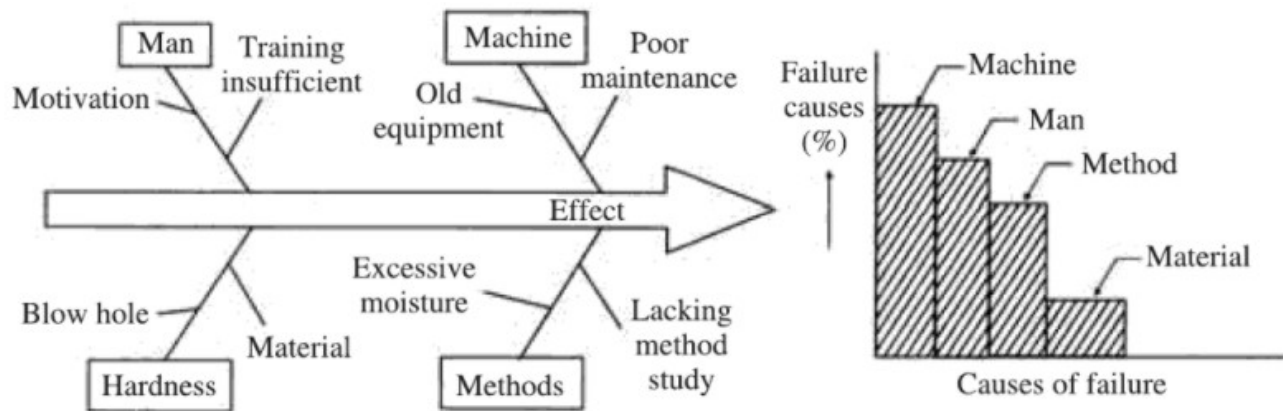 Man
Training
insufficient
Motivation
Machine
Poor
maintenance
Old
equipment
Effect
Blow hole
Material
Hardness
Excessive
moisture
Lacking
method
study
Methods
Failure
causes
(%)
Machine
Man
Method
Material
Causes of failure